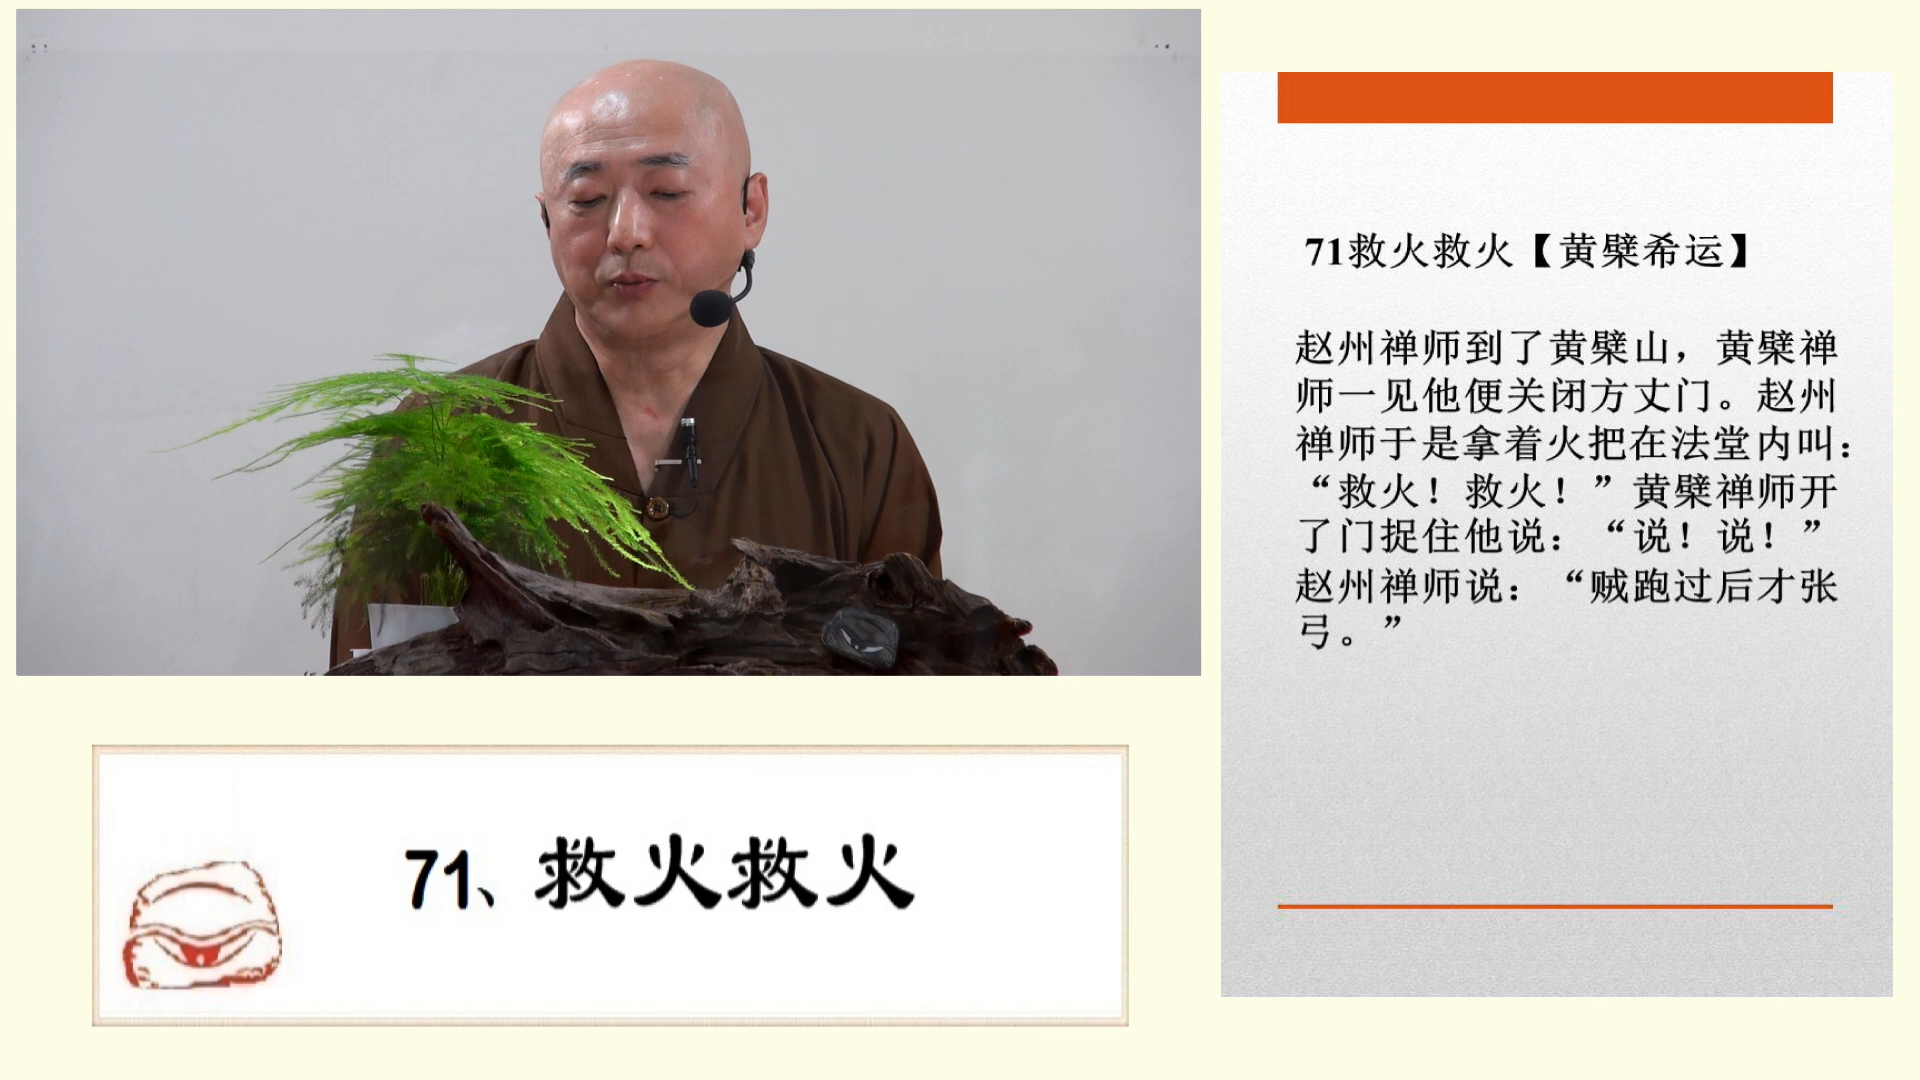 71救火救火【黄檗希运】
赵州禅师到了黄檗山，黄檗禅
师一见他便关闭方丈门。赵州
禅师于是拿着火把在法堂内叫：
“救火！救火！”黄檗禅师开
了门捉住他说：“说！说！”
赵州禅师说：“贼跑过后才张
弓。”
71、救火救火